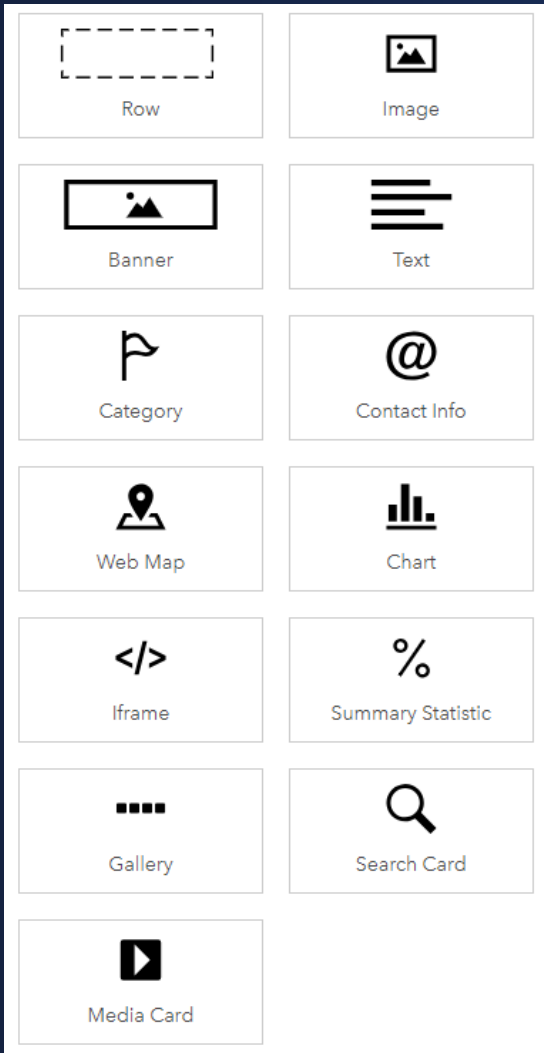 Row
Image
Banner
Text
Category
@
Contact Info
Web Map
Chart
</>
Iframe
%
Summary Statistic
Gallery
Search Card
Media Card